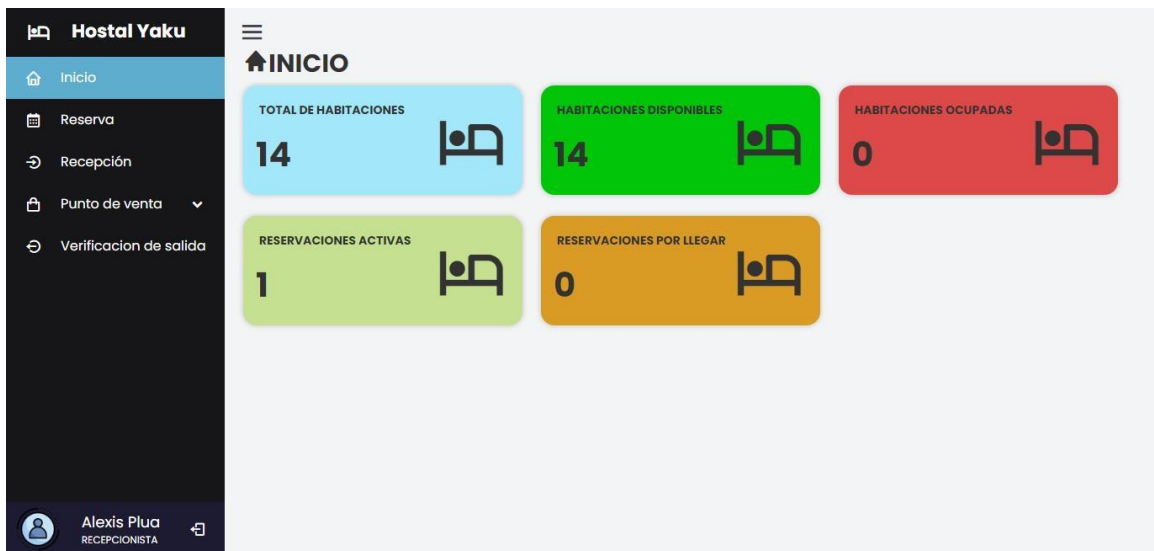 Hostal Yaku
Inicio
Reserva
Recepción
Punto de venta
Verificacion de salida
Alexis Plua
RECEPCIONISTA
INICIO
TOTAL DE HABITACIONES
14
HABITACIONES DISPONIBLES
14
HABITACIONES OCUPADAS
0
RESERVACIONES ACTIVAS
1
RESERVACIONES POR LLEGAR
0